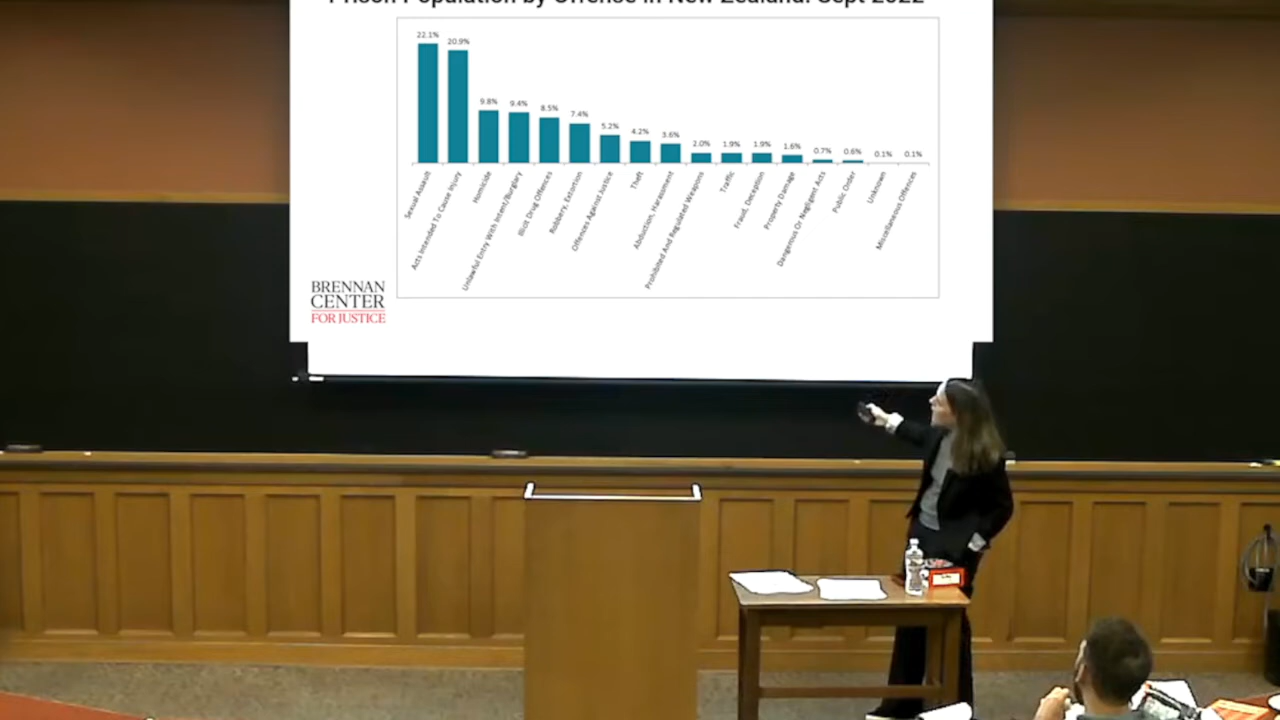 Prison Population by Offense in New Zealand: Sept 2022
22.1%
20.9%
9.8%
9.4%
8.5%
7.4%
5.2%
4.2%
3.6%
2.0%
1.9%
1.9%
1.6%
0.7%
0.6%
0.1%
0.1%
Sexual Assault
Acts Intended To Cause Injury
Homicide
Unlawful Entry With Intent/Burglary
Illicit Drug Offences
Robbery, Extortion
Offences Against Justice
Theft
Abduction, Harassment
Prohibited And Regulated Weapons
Traffic
Fraud, Deception
Property Damage
Dangerous Or Negligent Acts
Public Order
Unknown
Miscellaneous Offences
BRENNAN
CENTER
FOR JUSTICE